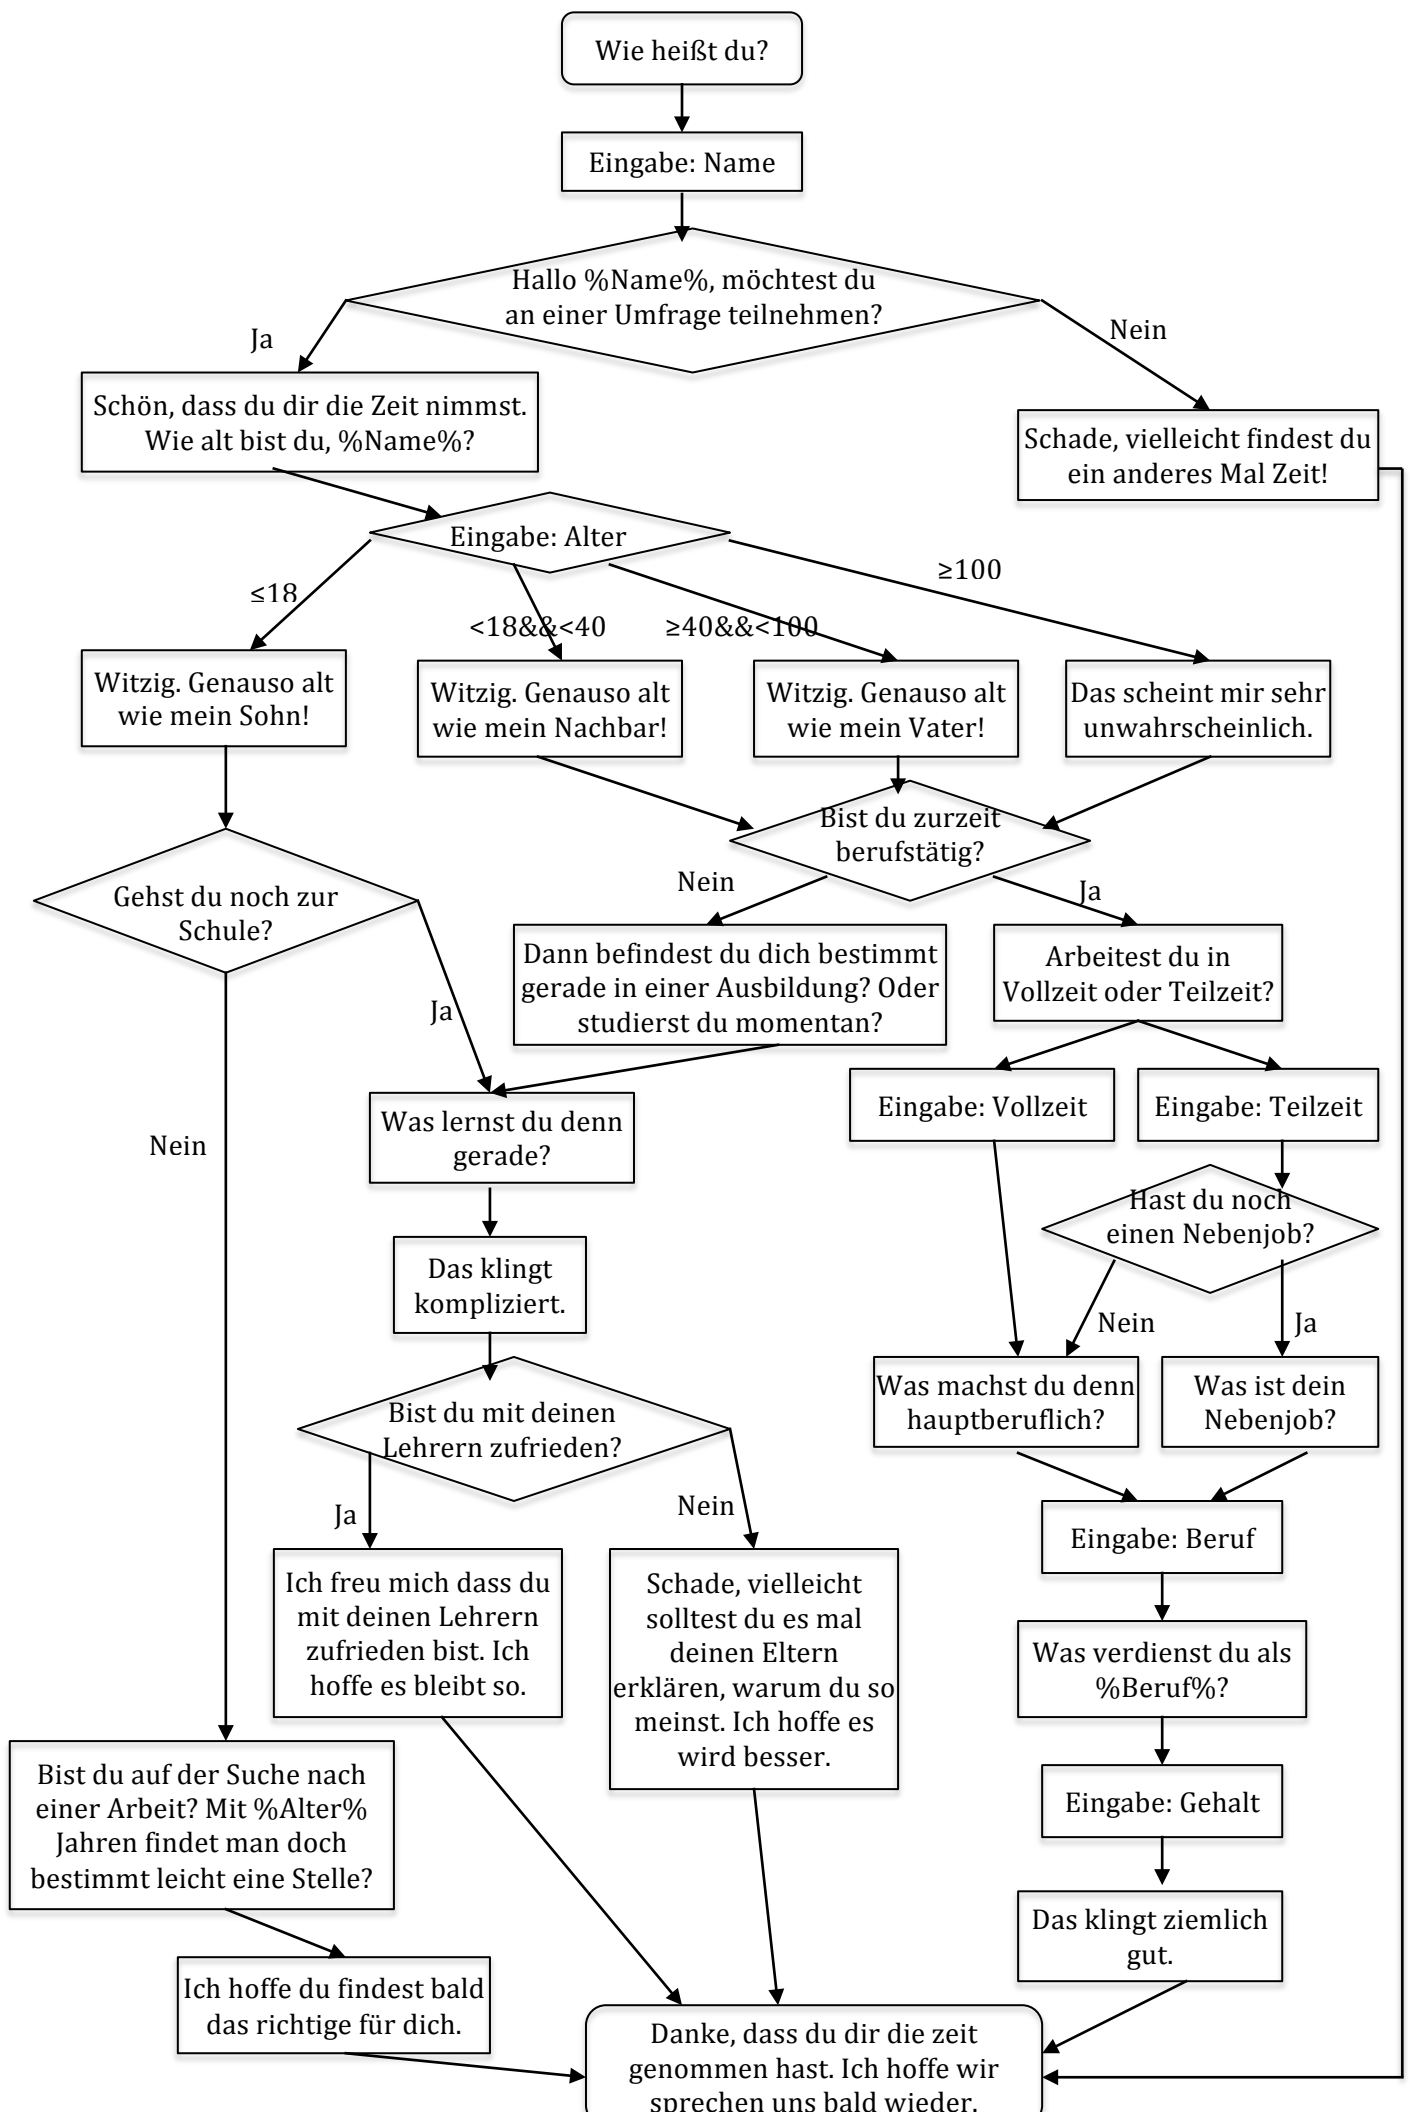 Wie heißt du?
Eingabe: Name
Hallo %Name%, möchtest du
an einer Umfrage teilnehmen?
Ja
Nein
Schön, dass du dir die Zeit nimmst.
Wie alt bist du, %Name%?
Schade, vielleicht findest du
ein anderes Mal Zeit!
Eingabe: Alter
≤18
<18&&<40
≥40&&<100
≥100
Witzig. Genauso alt
wie mein Sohn!
Witzig. Genauso alt
wie mein Nachbar!
Witzig. Genauso alt
wie mein Vater!
Das scheint mir sehr
unwahrscheinlich.
Bist du zurzeit
berufstätig?
Nein
Ja
Gehst du noch zur
Schule?
Dann befindest du dich bestimmt
gerade in einer Ausbildung? Oder
studierst du momentan?
Arbeitest du in
Vollzeit oder Teilzeit?
Ja
Nein
Eingabe: Vollzeit
Eingabe: Teilzeit
Was lernst du denn
gerade?
Hast du noch
einen Nebenjob?
Das klingt
kompliziert.
Nein
Ja
Was machst du denn
hauptberuflich?
Was ist dein
Nebenjob?
Bist du mit deinen
Lehrern zufrieden?
Ja
Nein
Eingabe: Beruf
Ich freu mich dass du
mit deinen Lehrern
zufrieden bist. Ich
hoffe es bleibt so.
Schade, vielleicht
solltest du es mal
deinen Eltern
erklären, warum du so
meinst. Ich hoffe es
wird besser.
Was verdienst du als
%Beruf%?
Bist du auf der Suche nach
einer Arbeit? Mit %Alter%
Jahren findet man doch
bestimmt leicht eine Stelle?
Eingabe: Gehalt
Das klingt ziemlich
gut.
Ich hoffe du findest bald
das richtige für dich.
Danke, dass du dir die zeit
genommen hast. Ich hoffe wir
sprechen uns bald wieder.